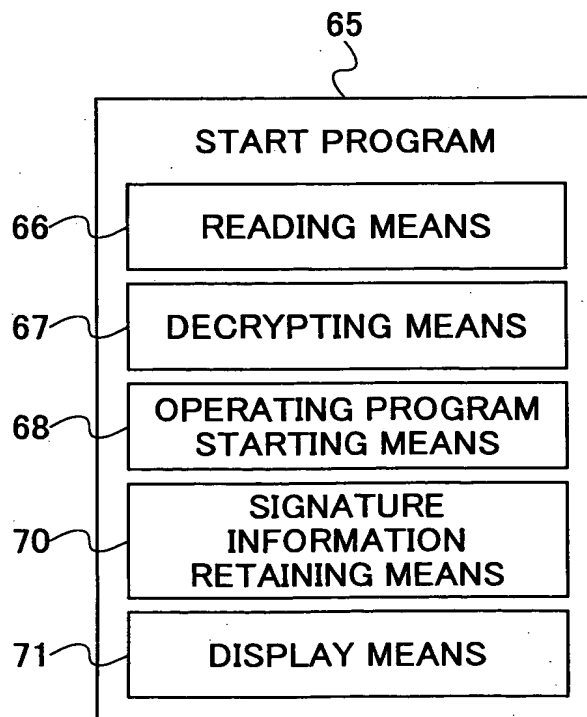 65
START PROGRAM
66
READING MEANS
67
DECRYPTING MEANS
68
OPERATING PROGRAM
STARTING MEANS
70
SIGNATURE
INFORMATION
RETAINING MEANS
71
DISPLAY MEANS